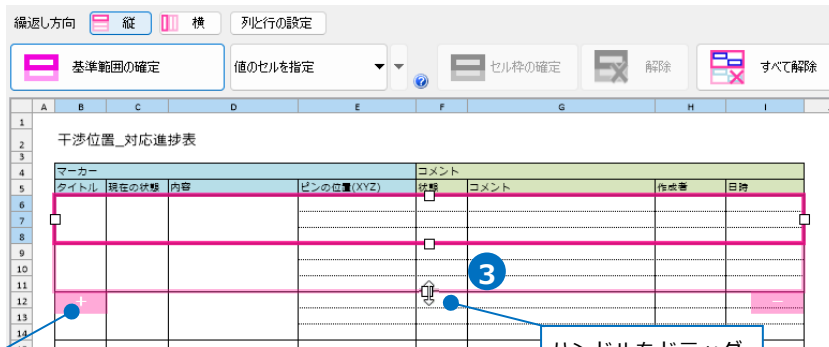 繰返し方向 縦 横 列と行の設定
基準範囲の確定 値のセルを指定 セル枠の確定 解除 すべて解除
A B C D E F G H I
1
2 干渉位置_対応進捗表
3
4 マーカー コメント
5 タイトル 現在の状態 内容 ピンの位置(XYZ) 状態 コメント 作成者 日時
6
7
8
9
10
11 3
12
13
14